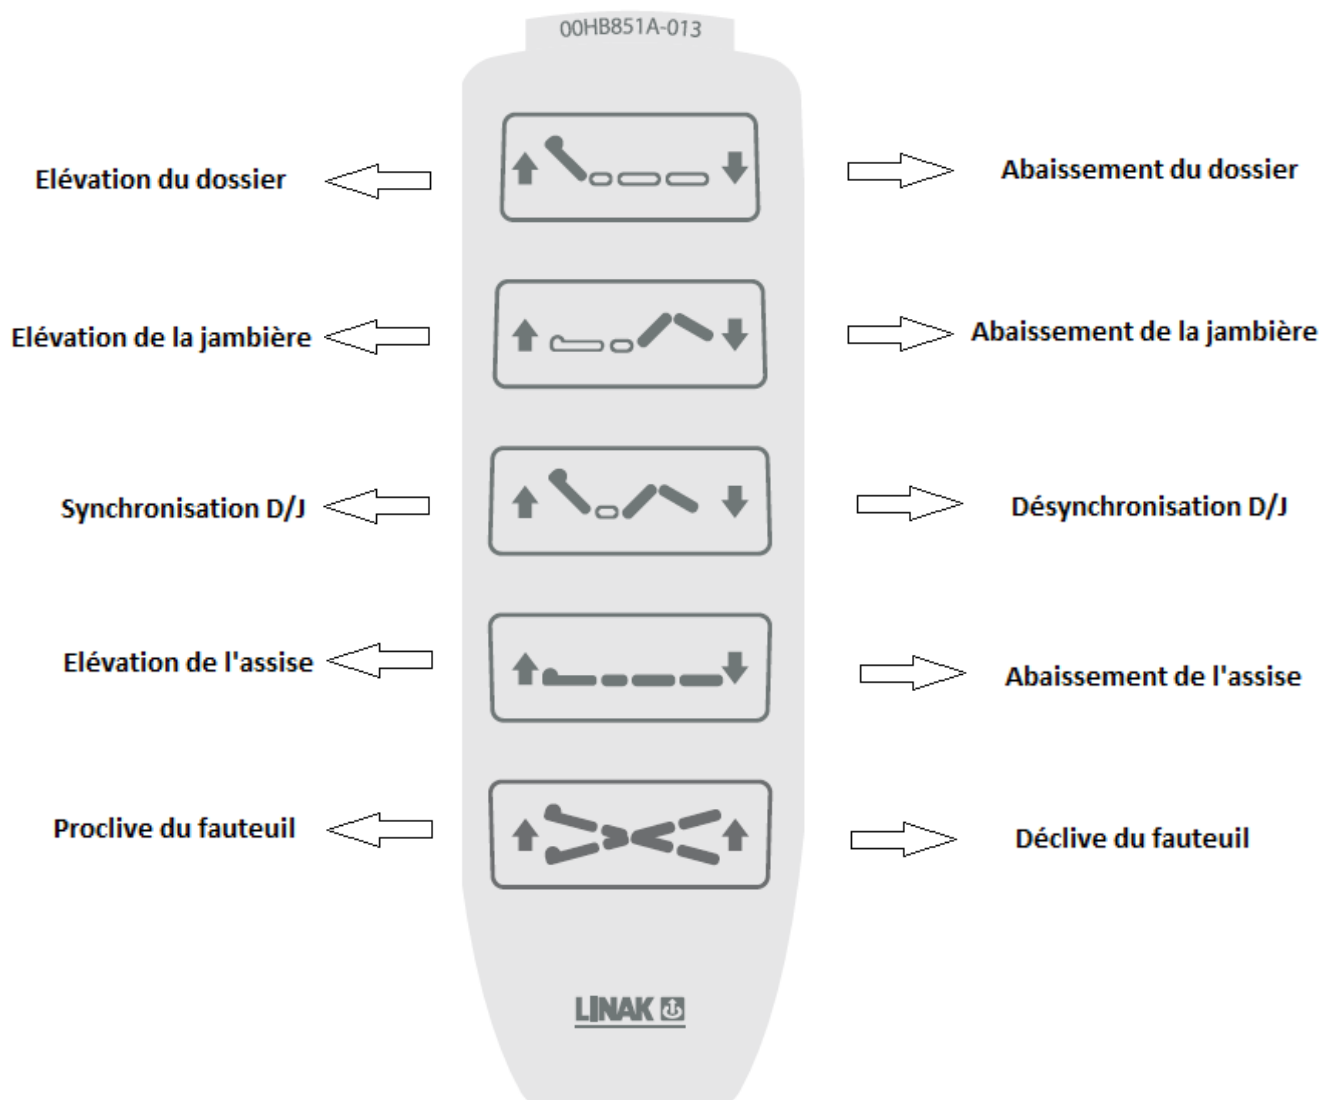 00HB851A-013
Elévation du dossier
Abaissement du dossier
Elévation de la jambière
Abaissement de la jambière
Synchronisation D/J
Désynchronisation D/J
Elévation de l'assise
Abaissement de l'assise
Proclive du fauteuil
Déclive du fauteuil
LINAK